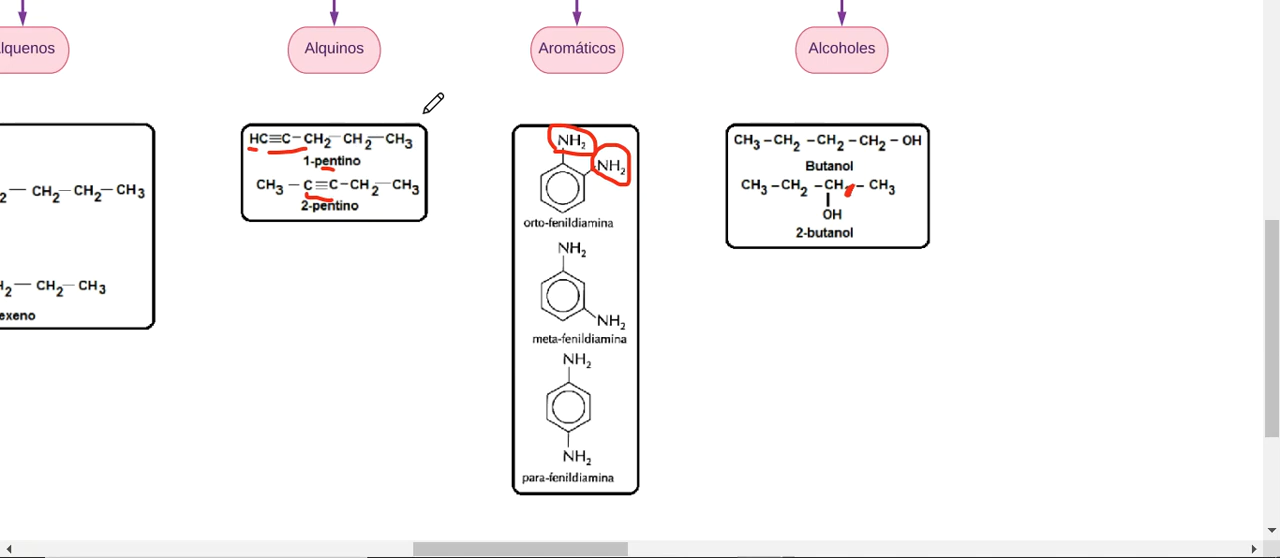 lquenos
Alquinos
Aromáticos
Alcoholes
HC≡C–CH₂–CH₂–CH₃
1-pentino
CH₃–C≡C–CH₂–CH₃
2-pentino
₂–CH₂–CH₂–CH₃
H₂–CH₂–CH₃
exeno
NH₂
NH₂
orto-fenildiamina
NH₂
NH₂
meta-fenildiamina
NH₂
NH₂
para-fenildiamina
CH₃–CH₂–CH₂–CH₂–OH
Butanol
CH₃–CH₂–CH–CH₃
OH
2-butanol